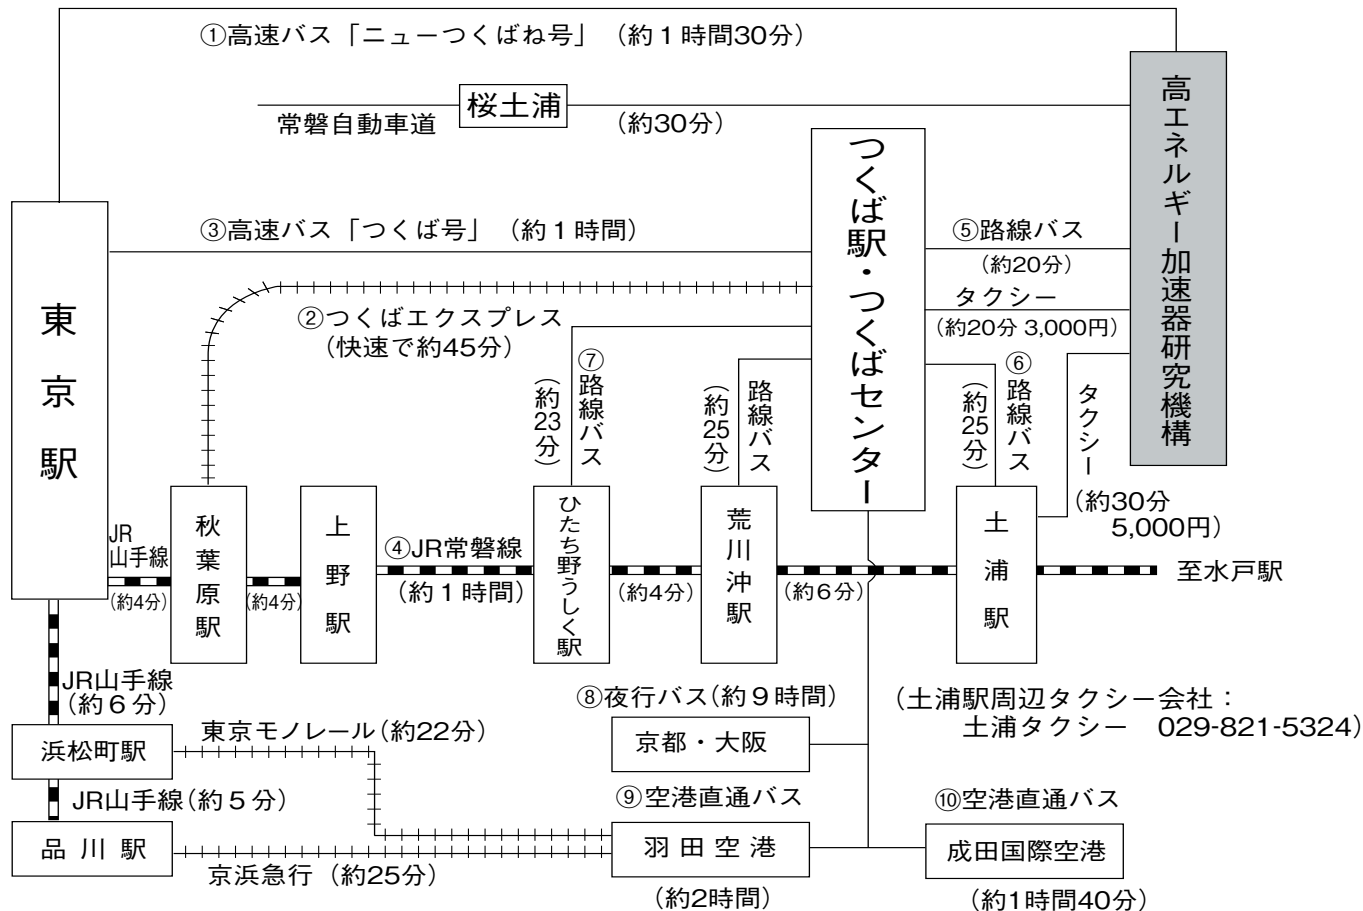 ①高速バス「ニューつくばね号」（約１時間30分）
常磐自動車道
桜土浦
（約30分）
高エネルギー加速器研究機構
つくば駅・つくばセンター
東京駅
③高速バス「つくば号」（約１時間）
⑤路線バス
（約20分）
タクシー
（約20分 3,000円）
②つくばエクスプレス
（快速で約45分）
⑦路線バス
（約23分）
路線バス
（約25分）
⑥路線バス
（約25分）
タクシー
（約30分
5,000円）
JR
山手線
（約4分）
秋葉原駅
（約4分）
上野駅
④JR常磐線
（約１時間）
ひたち野うしく駅
（約4分）
荒川沖駅
（約6分）
土浦駅
至水戸駅
JR山手線
（約６分）
浜松町駅
東京モノレール（約22分）
JR山手線（約５分）
品川駅
京浜急行（約25分）
⑧夜行バス（約９時間）
京都・大阪
（土浦駅周辺タクシー会社：
土浦タクシー　029-821-5324）
⑨空港直通バス
羽田空港
（約2時間）
⑩空港直通バス
成田国際空港
（約1時間40分）